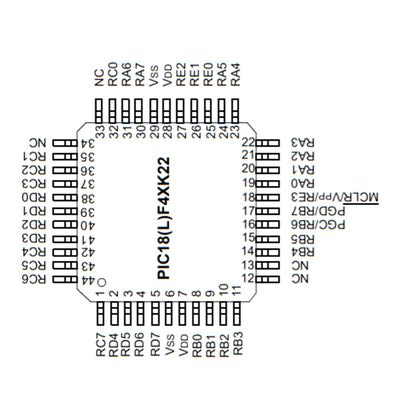 NC RC0 RA6 RA7 VSS VDD RE2 RE1 RE0 RA5 RA4
33 32 31 30 29 28 27 26 25 24 23
NC 34
RC1 35
RC2 36
RC3 37
RD0 38
RD1 39
RD2 40
RD3 41
RC4 42
RC5 43
RC6 44
PIC18(L)F4XK22
22 RA3
21 RA2
20 RA1
19 RA0
18 MCLR/VPP/RE3
17 PGD/RB7
16 PGC/RB6
15 RB5
14 RB4
13 NC
12 NC
1 2 3 4 5 6 7 8 9 10 11
RC7 RD4 RD5 RD6 RD7 VSS VDD RB0 RB1 RB2 RB3